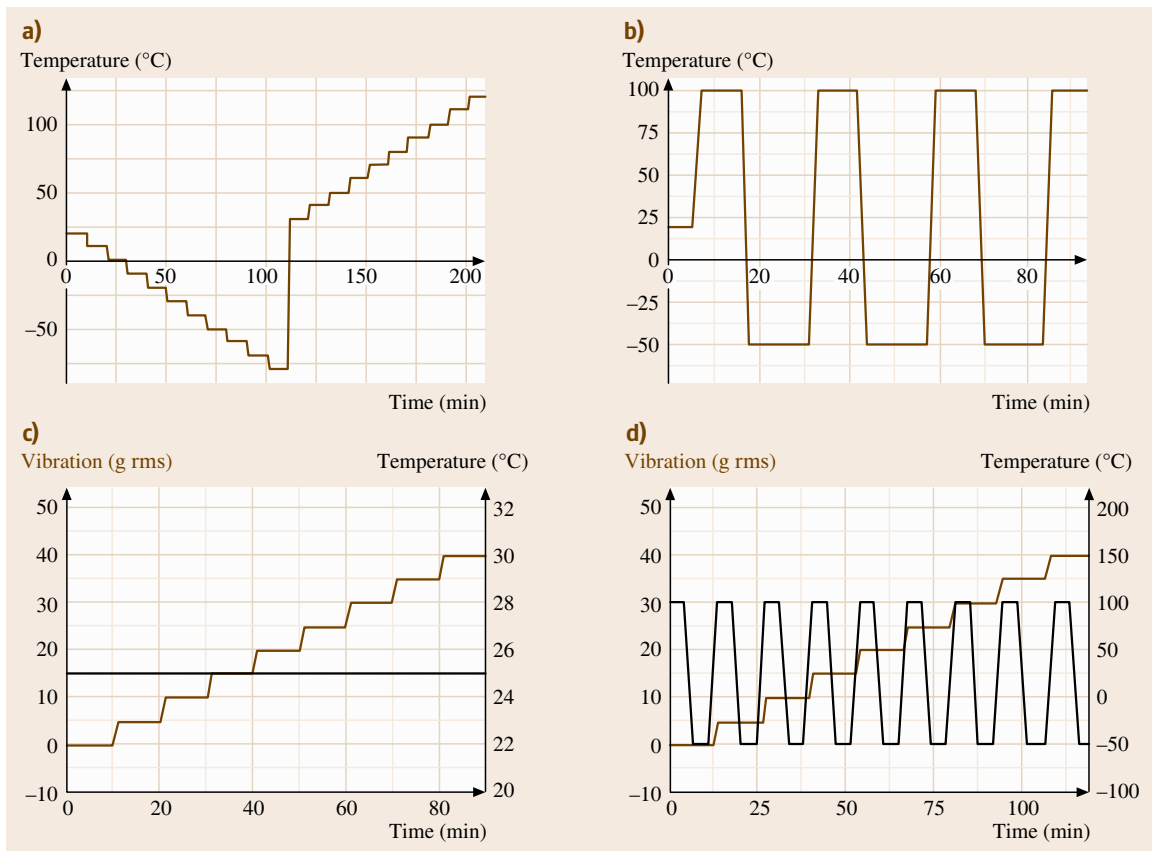 a)
Temperature (°C)
100
50
0
–50
0 50 100 150 200
Time (min)
b)
Temperature (°C)
100
75
50
25
0
–25
–50
0 20 40 60 80
Time (min)
c)
Vibration (g rms) Temperature (°C)
50 32
40 30
30 28
20 26
10 24
0 22
–10 20
0 20 40 60 80
Time (min)
d)
Vibration (g rms) Temperature (°C)
50 200
40 150
30 100
20 50
10 0
0 –50
–10 –100
0 25 50 75 100
Time (min)